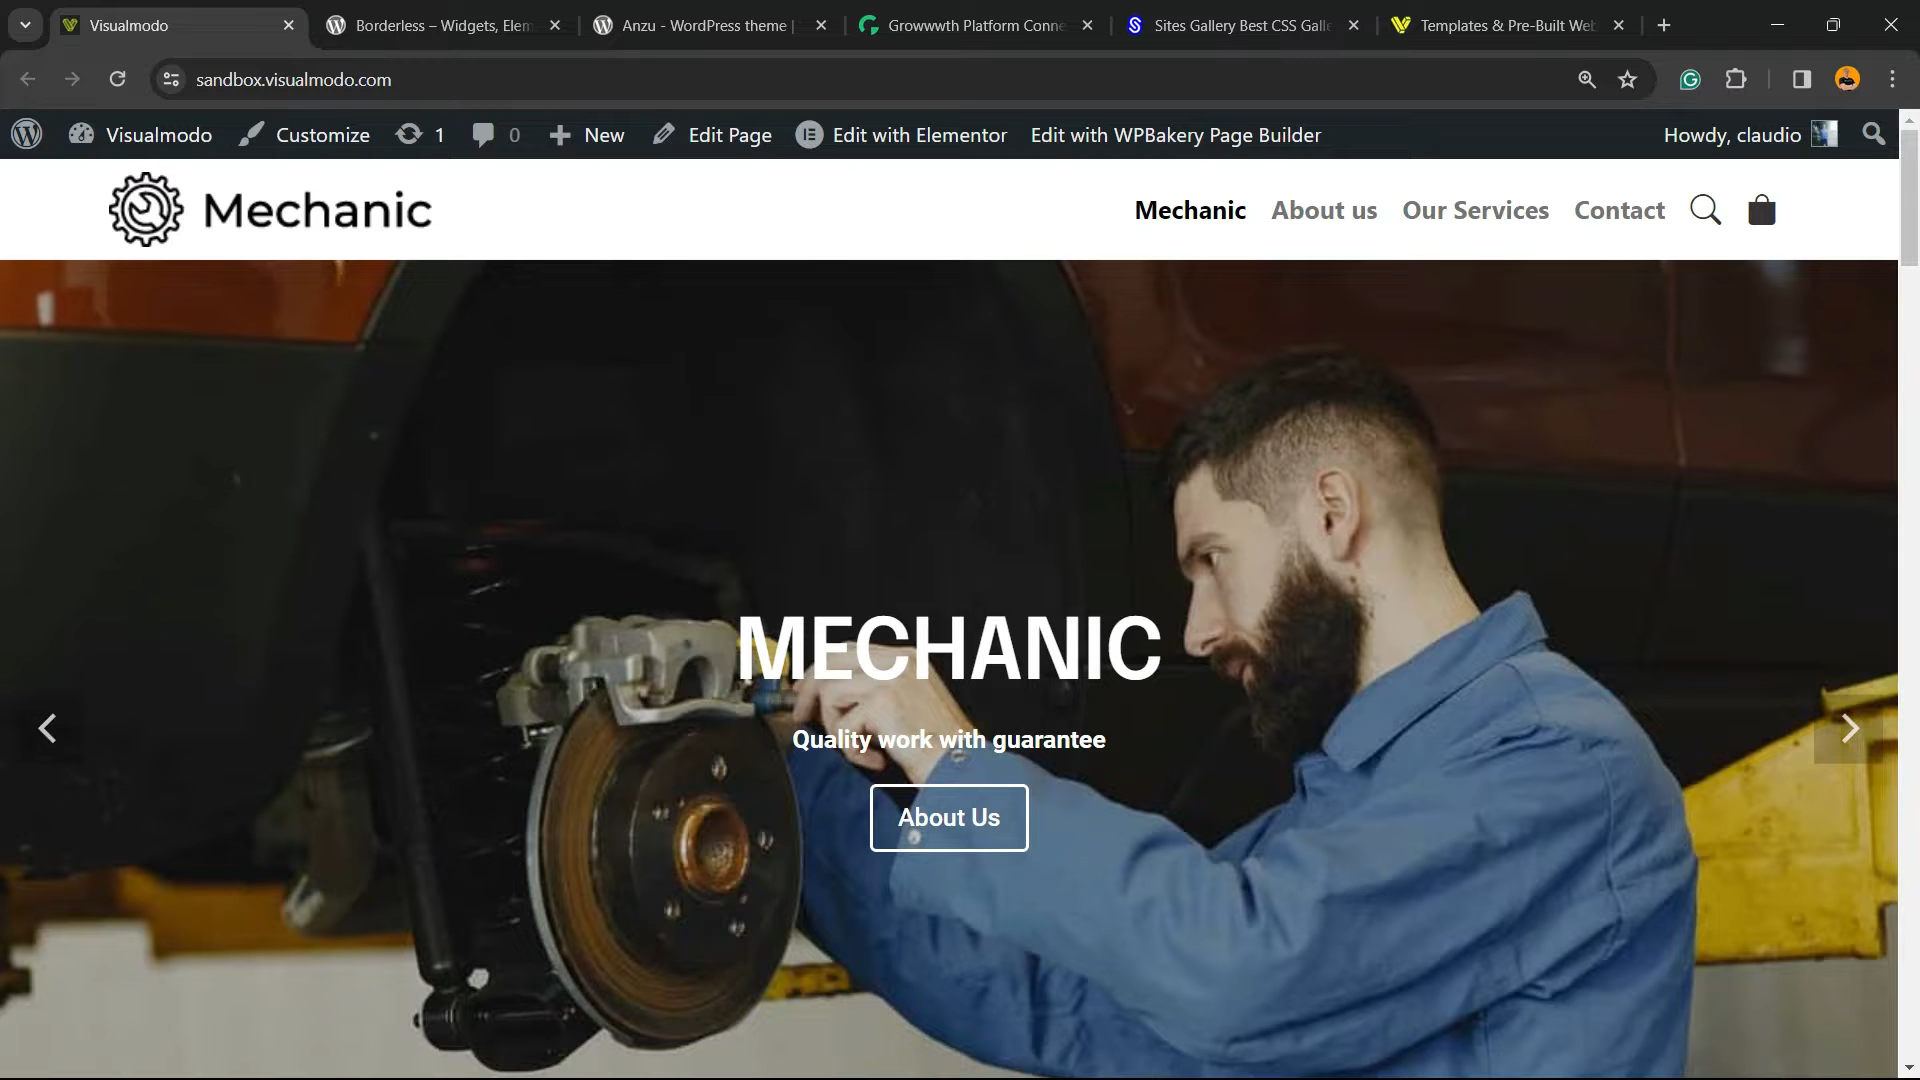 Visualmodo
Borderless – Widgets, Elem
Anzu - WordPress theme |
Growwwth Platform Conne
Sites Gallery Best CSS Galle
Templates & Pre-Built Web
sandbox.visualmodo.com
Visualmodo Customize 1 0 New Edit Page Edit with Elementor Edit with WPBakery Page Builder Howdy, claudio
Mechanic
Mechanic About us Our Services Contact
MECHANIC
Quality work with guarantee
About Us